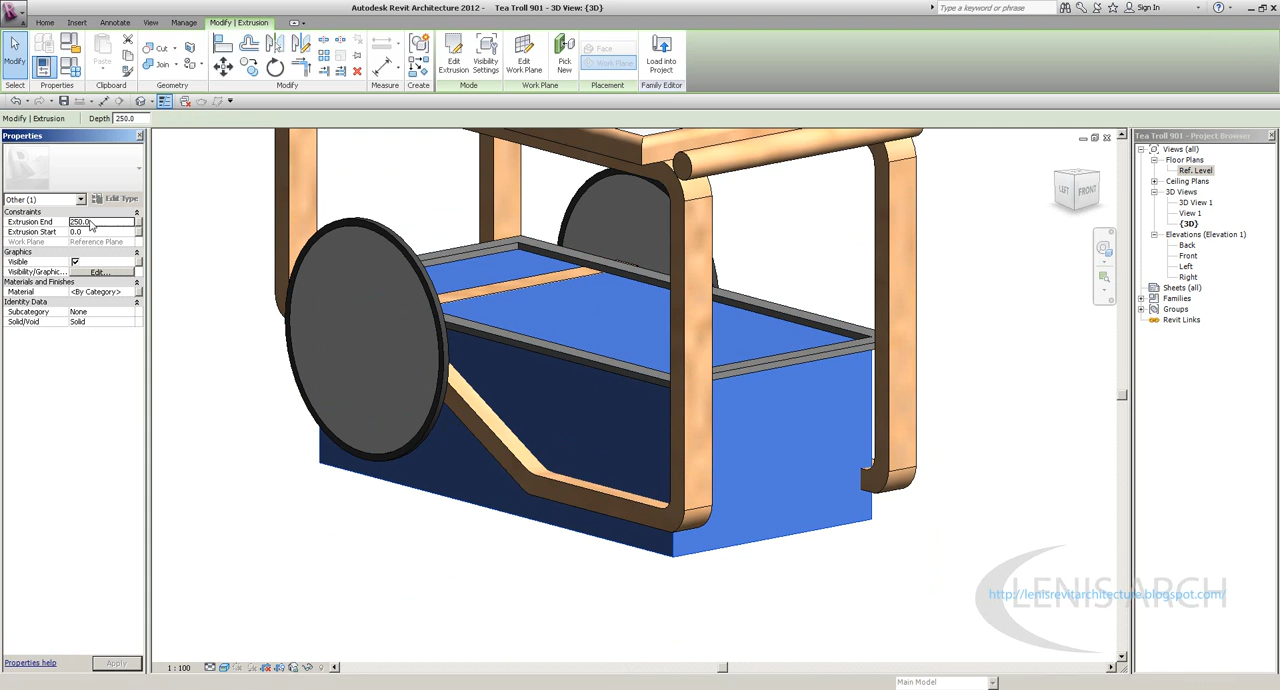 Autodesk Revit Architecture 2012 - Tea Troll 901 - 3D View: {3D}
Type a keyword or phrase
Sign In
Home Insert Annotate View Manage Modify | Extrusion
Modify
Paste
Cut
Join
Edit Extrusion
Visibility Settings
Edit Work Plane
Pick New
Face
Work Plane
Load into Project
Select Properties Clipboard Geometry Modify Measure Create Mode Work Plane Placement Family Editor
Modify | Extrusion Depth 250.0
Properties
Other (1) Edit Type
Constraints
Extrusion End 250.0
Extrusion Start 0.0
Work Plane Reference Plane
Graphics
Visible
Visibility/Graphic... Edit...
Materials and Finishes
Material <By Category>
Identity Data
Subcategory None
Solid/Void Solid
Properties help Apply
LEFT FRONT
Tea Troll 901 - Project Browser
Views (all)
Floor Plans
Ref. Level
Ceiling Plans
3D Views
3D View 1
View 1
{3D}
Elevations (Elevation 1)
Back
Front
Left
Right
Sheets (all)
Families
Groups
Revit Links
LENIS ARCH
http://lenisrevitarchitecture.blogspot.com/
1 : 100
Main Model